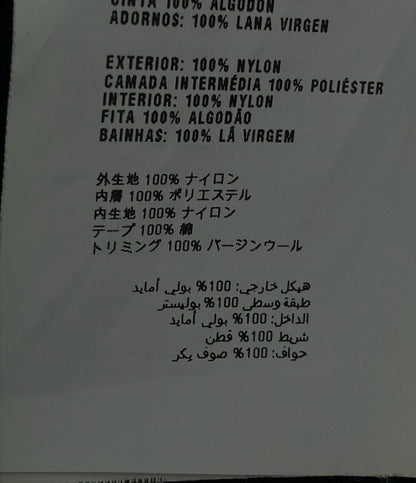 CINTA 100% ALGODÓN
ADORNOS: 100% LANA VIRGEN
EXTERIOR: 100% NYLON
CAMADA INTERMÉDIA 100% POLIÉSTER
INTERIOR: 100% NYLON
FITA 100% ALGODÃO
BAINHAS: 100% LÃ VIRGEM
外生地 100% ナイロン
内層 100% ポリエステル
内生地 100% ナイロン
テープ 100% 綿
トリミング 100% バージンウール
هيكل خارجي: 100% بولي أمايد
طبقة وسطى 100% بوليستر
الداخل: 100% بولي أمايد
شريط 100% قطن
حواف: 100% صوف بكر